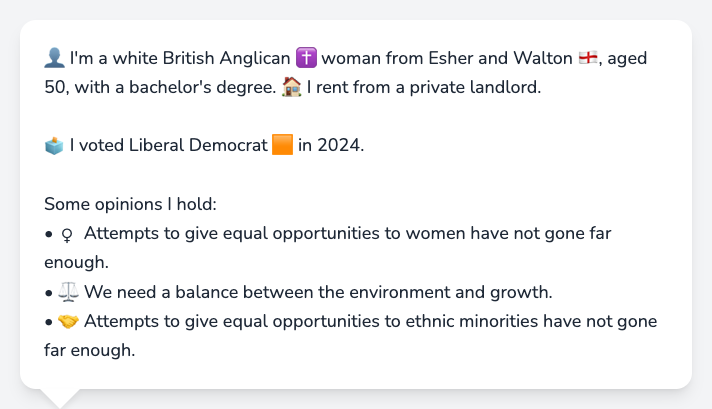 👤 I'm a white British Anglican ✝️ woman from Esher and Walton 🏴󠁧󠁢󠁥󠁮󠁧󠁿, aged
50, with a bachelor's degree. 🏠 I rent from a private landlord.
🗳️ I voted Liberal Democrat 🟧 in 2024.
Some opinions I hold:
• ♀ Attempts to give equal opportunities to women have not gone far
enough.
• ⚖️ We need a balance between the environment and growth.
• 🤝 Attempts to give equal opportunities to ethnic minorities have not gone
far enough.